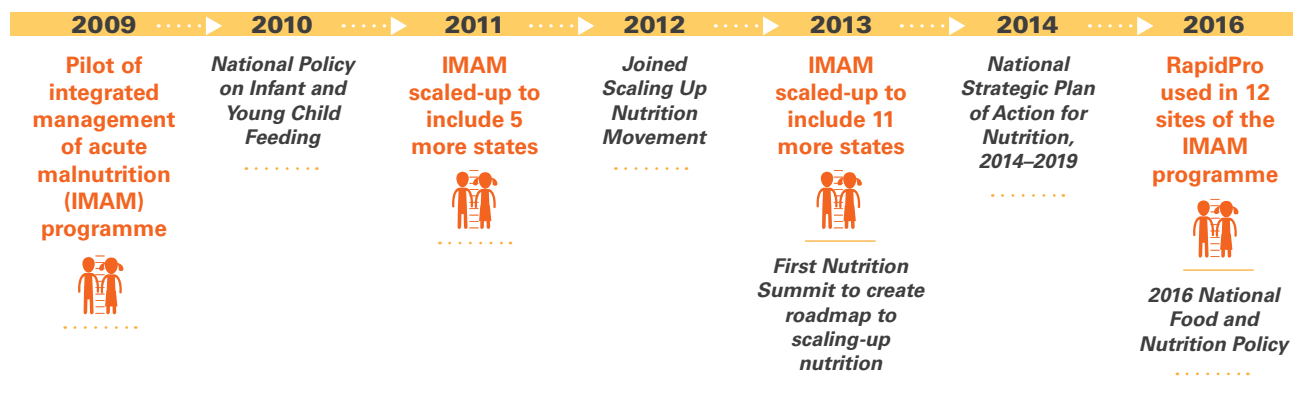 2009
2010
2011
2012
2013
2014
2016
Pilot of
integrated
management
of acute
malnutrition
(IMAM)
programme
National Policy
on Infant and
Young Child
Feeding
IMAM
scaled-up to
include 5
more states
Joined
Scaling Up
Nutrition
Movement
IMAM
scaled-up to
include 11
more states
First Nutrition
Summit to create
roadmap to
scaling-up
nutrition
National
Strategic Plan
of Action for
Nutrition,
2014–2019
RapidPro
used in 12
sites of the
IMAM
programme
2016 National
Food and
Nutrition Policy